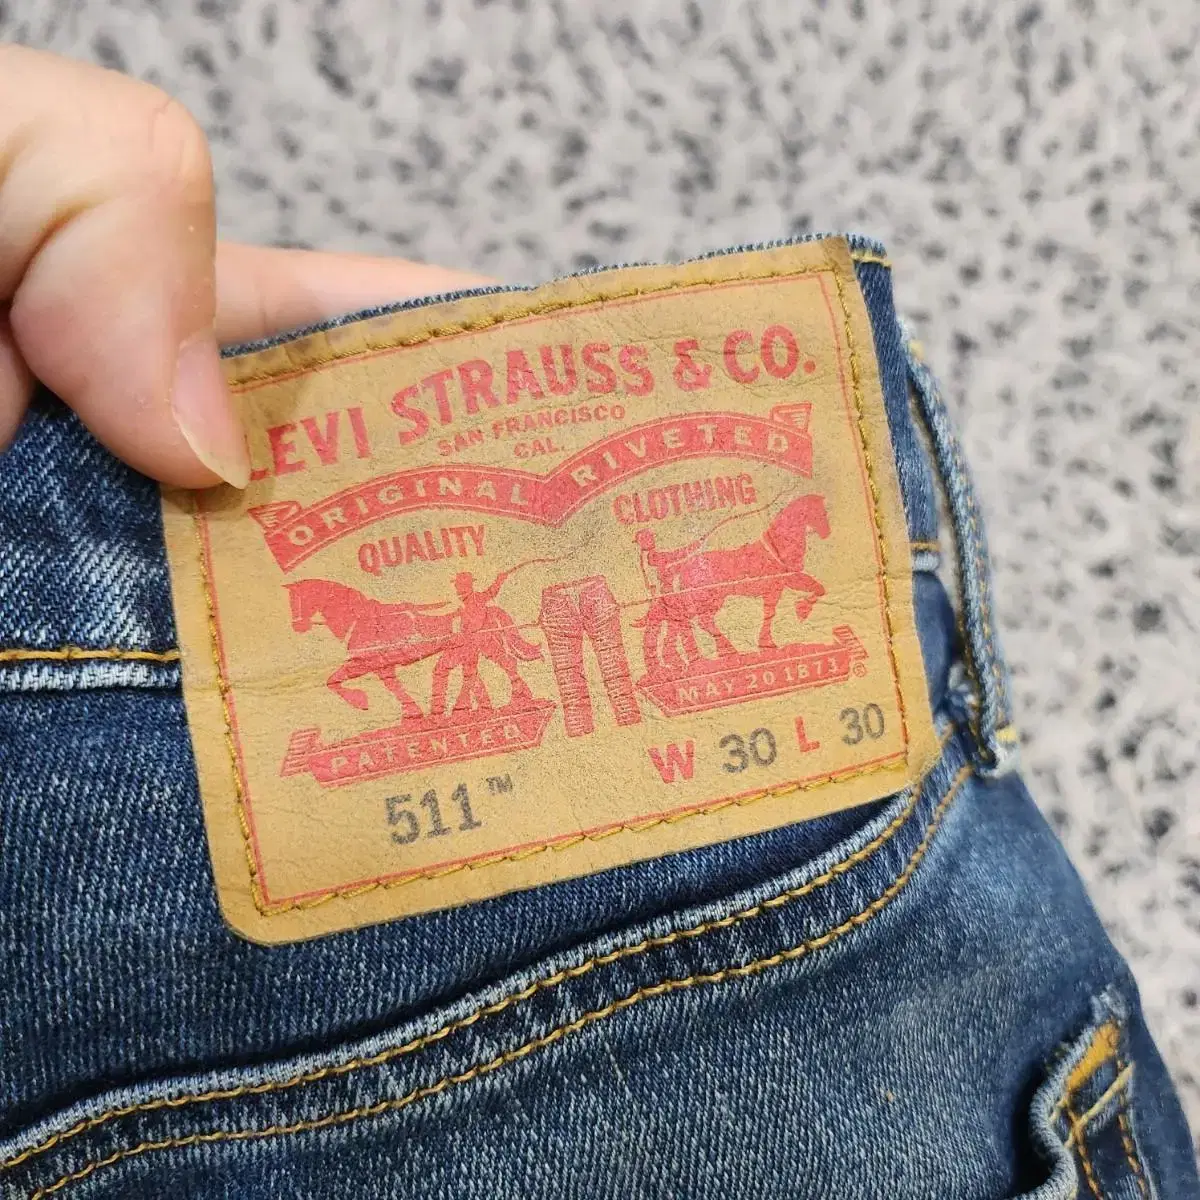 LEVI STRAUSS & CO.
SAN FRANCISCO
CAL.
ORIGINAL RIVETED
QUALITY CLOTHING
PATENTED MAY 20 1873 ®
511™ W 30 L 30